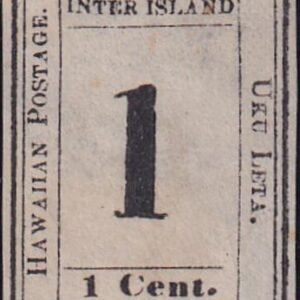 INTER ISLAND
HAWAIIAN POSTAGE.
1
UKU LETA.
1 Cent.